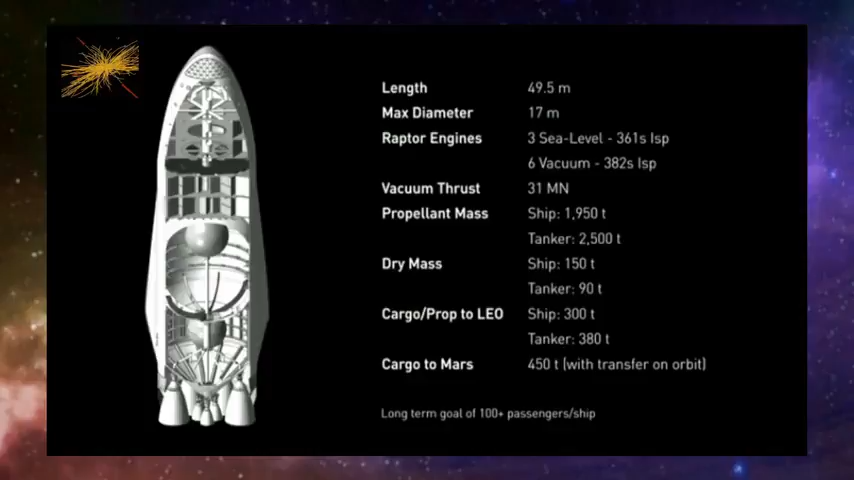 Length 49.5 m
Max Diameter 17 m
Raptor Engines 3 Sea-Level - 361s Isp
6 Vacuum - 382s Isp
Vacuum Thrust 31 MN
Propellant Mass Ship: 1,950 t
Tanker: 2,500 t
Dry Mass Ship: 150 t
Tanker: 90 t
Cargo/Prop to LEO Ship: 300 t
Tanker: 380 t
Cargo to Mars 450 t (with transfer on orbit)
Long term goal of 100+ passengers/ship